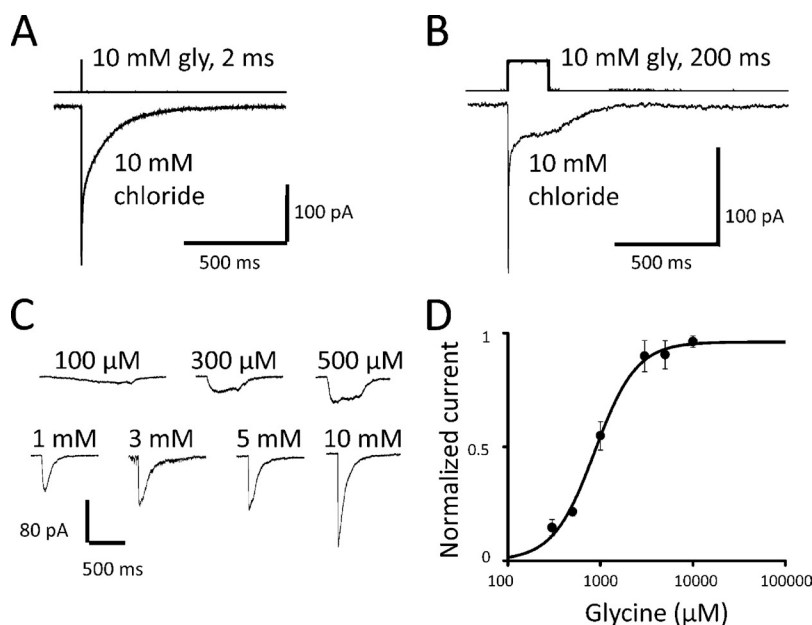 A
10 mM gly, 2 ms
10 mM
chloride
100 pA
500 ms
B
10 mM gly, 200 ms
10 mM
chloride
100 pA
500 ms
C
100 µM 300 µM 500 µM
1 mM 3 mM 5 mM 10 mM
80 pA
500 ms
D
Normalized current
1
0.5
0
100 1000 10000 100000
Glycine (µM)